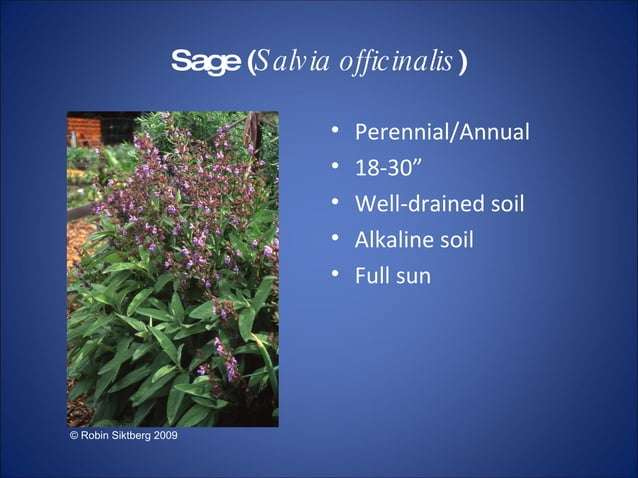 Sage (Salvia officinalis)
• Perennial/Annual
• 18-30”
• Well-drained soil
• Alkaline soil
• Full sun
© Robin Siktberg 2009